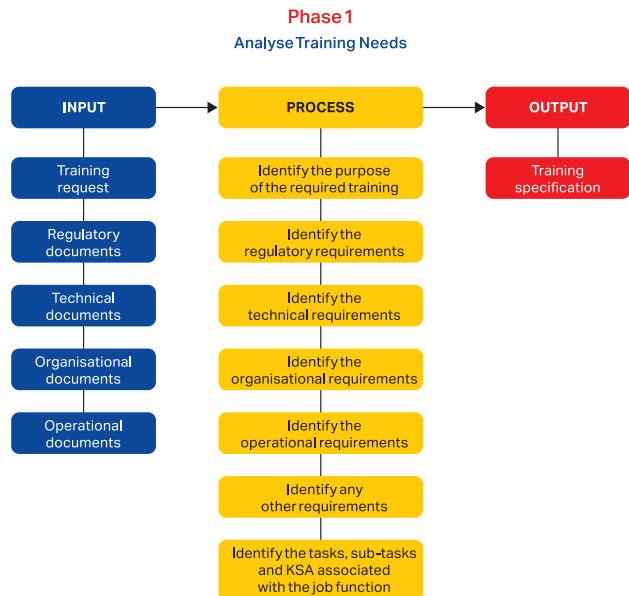 Phase 1
Analyse Training Needs
INPUT
PROCESS
OUTPUT
Training
request
Regulatory
documents
Technical
documents
Organisational
documents
Operational
documents
Identify the purpose
of the required training
Identify the
regulatory requirements
Identify the
technical requirements
Identify the
organisational requirements
Identify the
operational requirements
Identify any
other requirements
Identify the tasks, sub-tasks
and KSA associated
with the job function
Training
specification